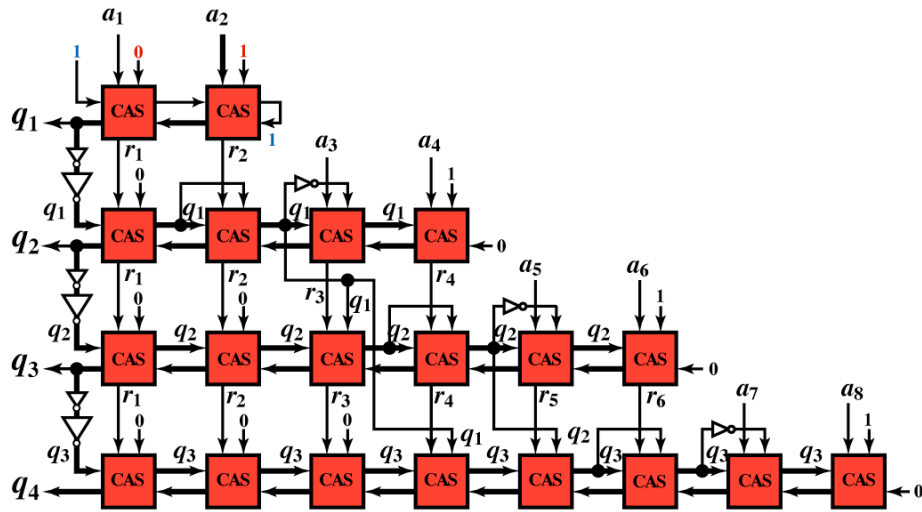 a1 a2
1 0 1
CAS CAS
q1
1
r1 r2 a3 a4
0 1
q1 q1 q1 q1
CAS CAS CAS CAS
q2 0
r1 r2 r3 r4 a5 a6
0 0 q1 1
q2 q2 q2 q2 q2 q2
CAS CAS CAS CAS CAS CAS
q3 0
r1 r2 r3 r4 r5 r6 a7 a8
0 0 0 1
q1 q2
q3 q3 q3 q3 q3 q3 q3 q3
CAS CAS CAS CAS CAS CAS CAS CAS
q4 0